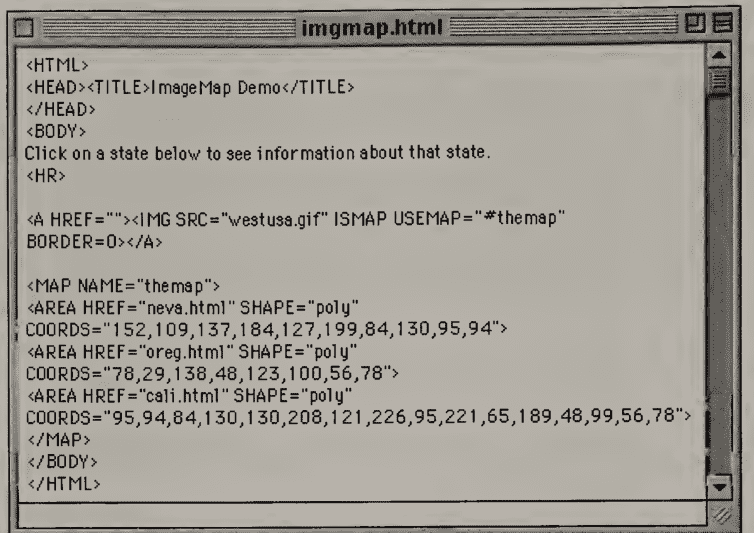 imgmap.html
<HTML>
<HEAD><TITLE>ImageMap Demo</TITLE>
</HEAD>
<BODY>
Click on a state below to see information about that state.
<HR>
<A HREF=""><IMG SRC="westusa.gif" ISMAP USEMAP="#themap"
BORDER=0></A>
<MAP NAME="themap">
<AREA HREF="neva.html" SHAPE="poly"
COORDS="152,109,137,184,127,199,84,130,95,94">
<AREA HREF="oreg.html" SHAPE="poly"
COORDS="78,29,138,48,123,100,56,78">
<AREA HREF="cali.html" SHAPE="poly"
COORDS="95,94,84,130,130,208,121,226,95,221,65,189,48,99,56,78">
</MAP>
</BODY>
</HTML>